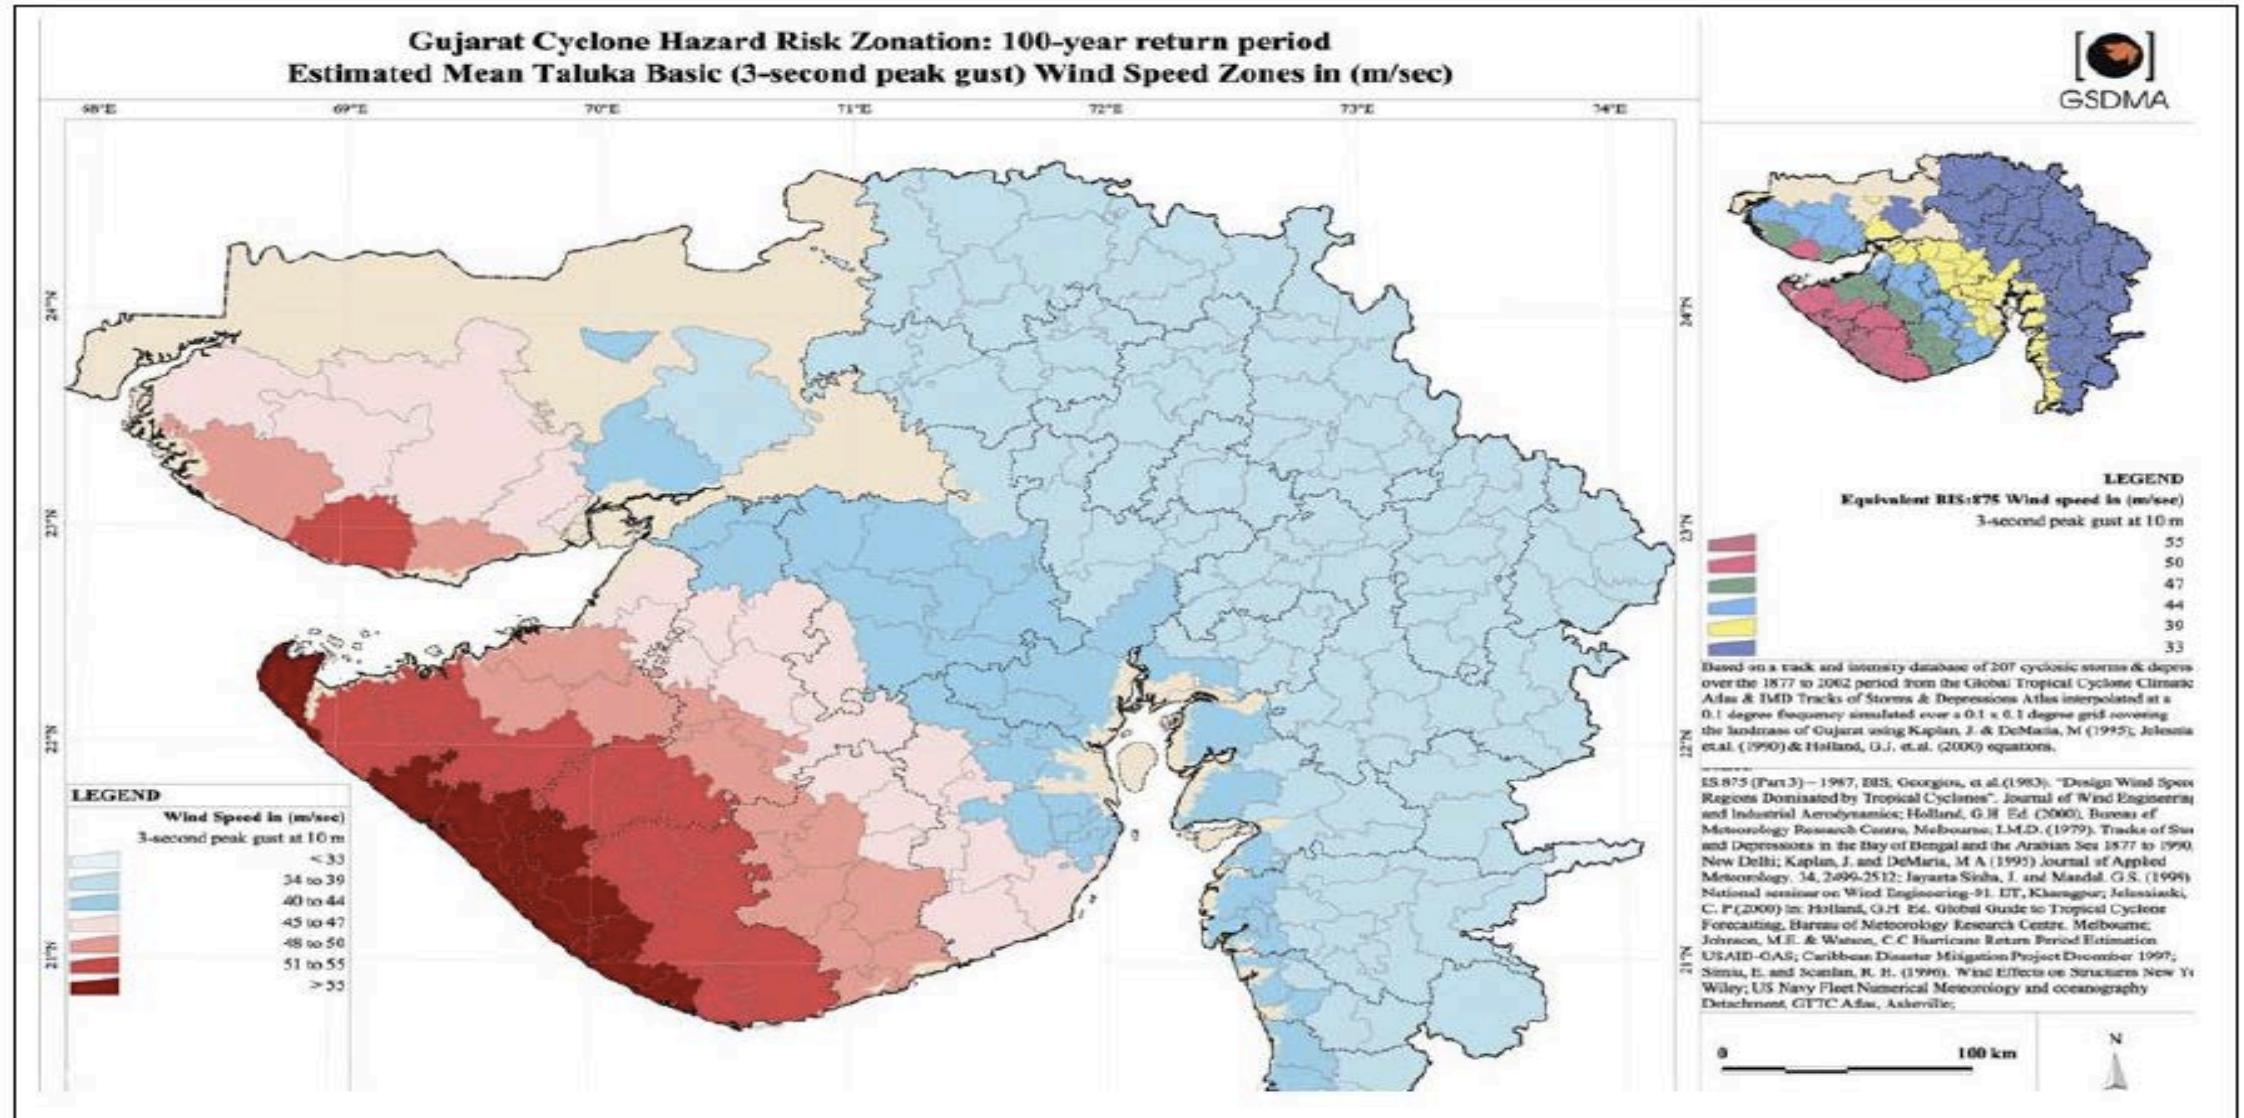 Gujarat Cyclone Hazard Risk Zonation: 100-year return period
Estimated Mean Taluka Basic (3-second peak gust) Wind Speed Zones in (m/sec)
GSDMA
68°E 69°E 70°E 71°E 72°E 73°E 74°E
24°N
23°N
22°N
21°N
24°N
23°N
22°N
21°N
LEGEND
Wind Speed in (m/sec)
3-second peak gust at 10 m
< 33
34 to 39
40 to 44
45 to 47
48 to 50
51 to 55
> 55
LEGEND
Equivalent BIS:875 Wind speed in (m/sec)
3-second peak gust at 10 m
55
50
47
44
39
33
Based on a track and intensity database of 207 cyclonic storms & depres
over the 1877 to 2002 period from the Global Tropical Cyclone Climatic
Atlas & IMD Tracks of Storms & Depressions Atlas interpolated at a
0.1 degree frequency simulated over a 0.1 x 0.1 degree grid covering
the landmass of Gujarat using Kaplan, J. & DeMaria, M (1995); Jelesnia
et.al. (1990) & Holland, G.J. et.al. (2000) equations.
IS:875 (Part 3) – 1987, BIS, Georgiou, et al.(1983). "Design Wind Speed
Regions Dominated by Tropical Cyclones". Journal of Wind Engineering
and Industrial Aerodynamics; Holland, G.H Ed. (2000), Bureau of
Meteorology Research Centre, Melbourne; I.M.D. (1979). Tracks of
and Depressions in the Bay of Bengal and the Arabian Sea 1877 to 1990,
New Delhi; Kaplan, J. and DeMaria, M A (1995) Journal of Applied
Meteorology. 34, 2499-2512; Jayanta Sinha, J. and Mandal. G.S. (1999)
National seminar on Wind Engineering- IIT, Kharagpur;
C. P (2000) In: Holland, G.H Ed. Global Guide to Tropical Cyclone
Forecasting, Bureau of Meteorology Research Centre. Melbourne;
Johnson, M.E. & Watson, C.C Hurricane Return Period Estimation
USAID-OAS; Caribbean Disaster Mitigation Project December 1997;
Simiu, E. and Scanlan, R. H. (1996). Wind Effects on Structures New Yo
Wiley; US Navy Fleet Numerical Meteorology and oceanography
Detachment, GTTC Atlas, Asheville;
0 100 km
N